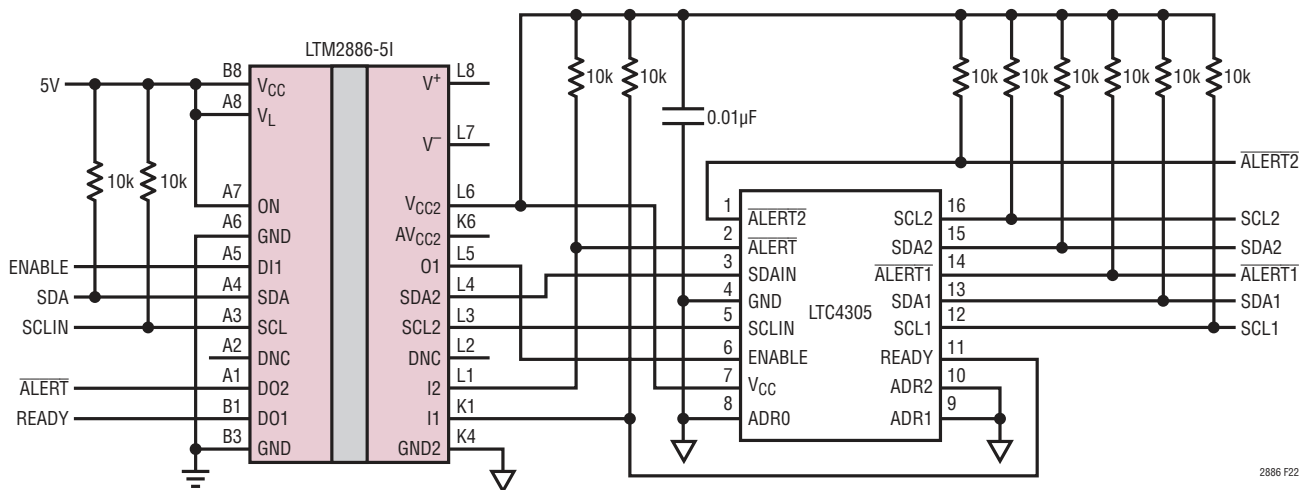 LTM2886-5I
5V
B8
VCC
A8
VL
10k
10k
A7
ON
A6
GND
ENABLE
A5
DI1
SDA
A4
SDA
SCLIN
A3
SCL
A2
DNC
ALERT
A1
DO2
READY
B1
DO1
B3
GND
V+
L8
V–
L7
VCC2
L6
AVCC2
K6
O1
L5
SDA2
L4
SCL2
L3
DNC
L2
I2
L1
I1
K1
GND2
K4
10k
10k
0.01µF
10k
10k
10k
10k
10k
10k
LTC4305
1
ALERT2
2
ALERT
3
SDAIN
4
GND
5
SCLIN
6
ENABLE
7
VCC
8
ADR0
SCL2
16
SDA2
15
ALERT1
14
SDA1
13
SCL1
12
READY
11
ADR2
10
ADR1
9
ALERT2
SCL2
SDA2
ALERT1
SDA1
SCL1
2886 F22